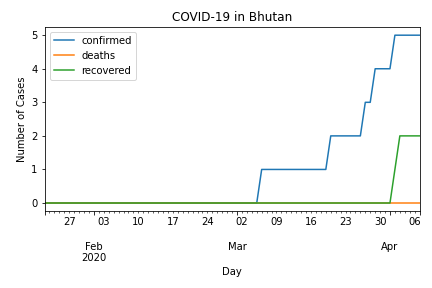 COVID-19 in Bhutan
confirmed
deaths
recovered
Number of Cases
5
4
3
2
1
0
27 03 10 17 24 02 09 16 23 30 06
Feb Mar Apr
2020
Day